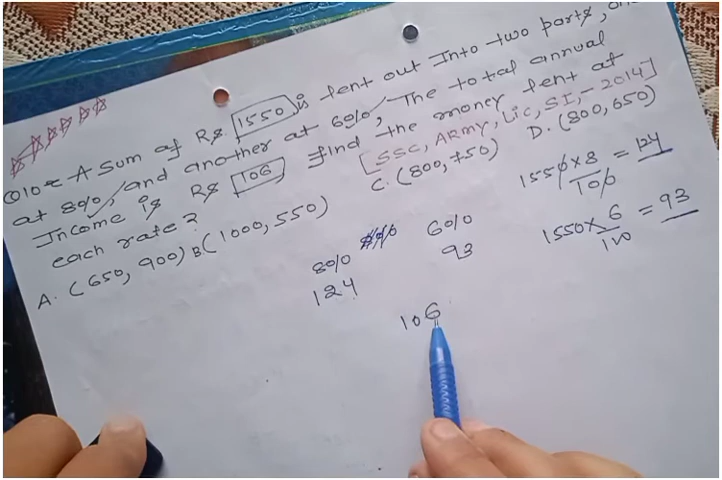 Q10:- A Sum of Rs. 1550 is lent out Into two parts, one
at 8%, and another at 6%, The total annual
Income is Rs 106 find the money lent at
each rate? [SSC, ARMY, Lic, SI, - 2014]
A. (650, 900) B (1000, 550) C. (800, 750) D. (800, 650)
1550 x 8 / 100 = 124
8% 6% 1550 x 6 / 100 = 93
124 93
106